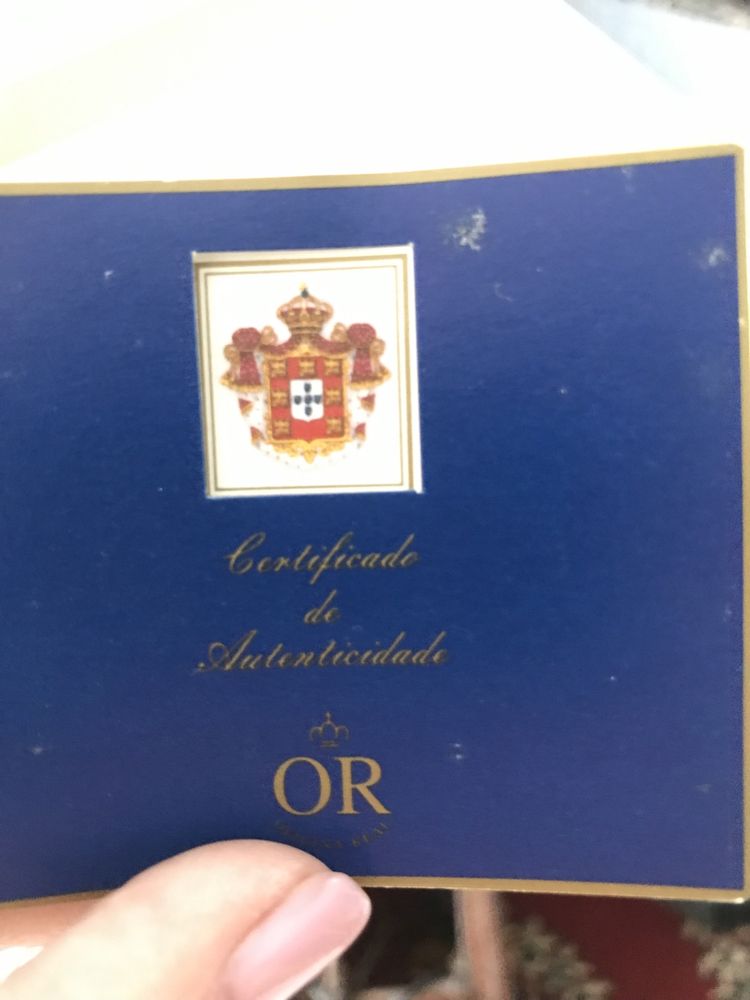 Certificado
de
Autenticidade
OR